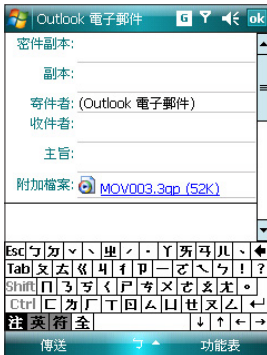 Outlook 電子郵件 G ok
密件副本:
副本:
寄件者: (Outlook 電子郵件)
收件者:
主旨:
附加檔案: MOV003.3gp (52K)
Esc ㄅ ㄉ ˇ ˋ ㄓ ˊ ˙ ㄚ ㄞ ㄢ ㄦ 、
Tab ㄆ ㄊ ㄍ ㄐ ㄔ ㄗ ㄧ ㄛ ㄟ ㄣ ! ?
Shift ㄇ ㄋ ㄎ ㄑ ㄕ ㄘ ㄨ ㄜ ㄠ ㄤ
Ctrl ㄈ ㄌ ㄏ ㄒ ㄖ ㄙ ㄩ ㄝ ㄡ ㄥ
注 英 符 全 ↓ ↑ ← →
傳送 ㄅ 功能表